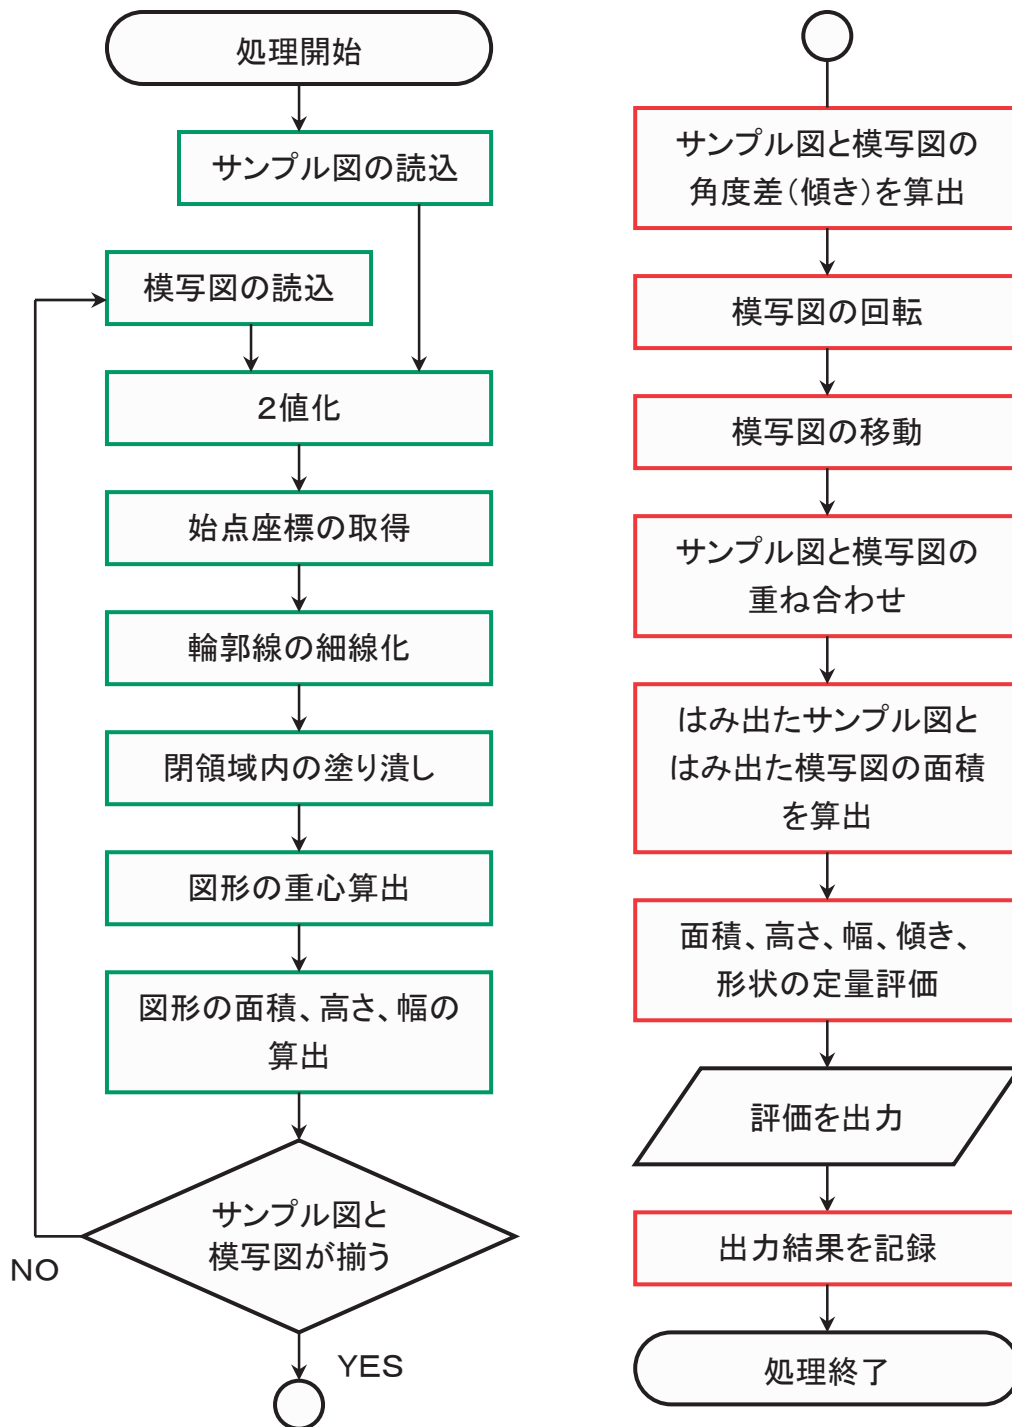 処理開始
サンプル図の読込
模写図の読込
２値化
始点座標の取得
輪郭線の細線化
閉領域内の塗り潰し
図形の重心算出
図形の面積、高さ、幅の
算出
サンプル図と
模写図が揃う
NO
YES
サンプル図と模写図の
角度差（傾き）を算出
模写図の回転
模写図の移動
サンプル図と模写図の
重ね合わせ
はみ出たサンプル図と
はみ出た模写図の面積
を算出
面積、高さ、幅、傾き、
形状の定量評価
評価を出力
出力結果を記録
処理終了